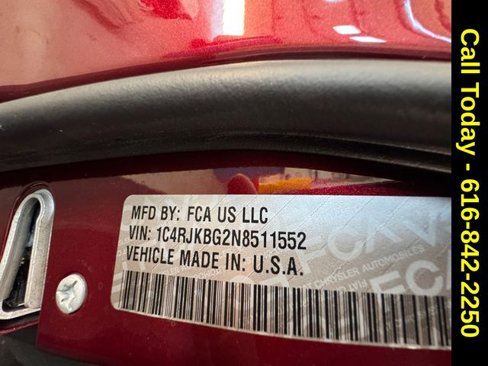 MFD BY: FCA US LLC
VIN: 1C4RJKBG2N8511552
VEHICLE MADE IN: U.S.A.
Call Today - 616-842-2250